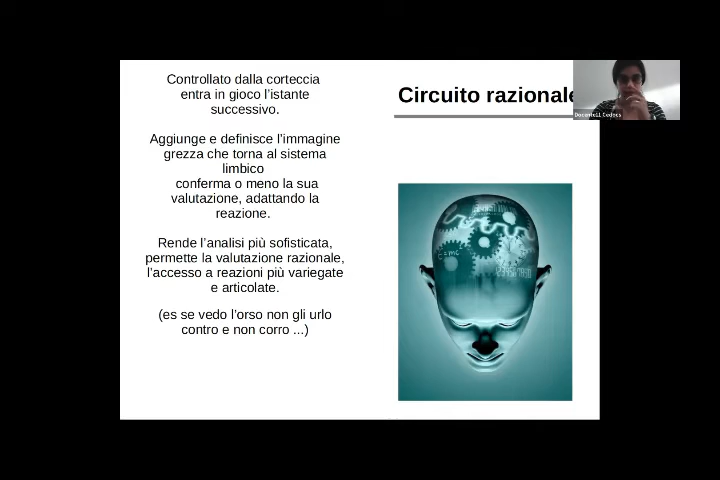 Controllato dalla corteccia
entra in gioco l'istante
successivo.
Aggiunge e definisce l'immagine
grezza che torna al sistema
limbico
conferma o meno la sua
valutazione, adattando la
reazione.
Rende l'analisi più sofisticata,
permette la valutazione razionale,
l'accesso a reazioni più variegate
e articolate.
(es se vedo l'orso non gli urlo
contro e non corro ...)
Circuito razionale